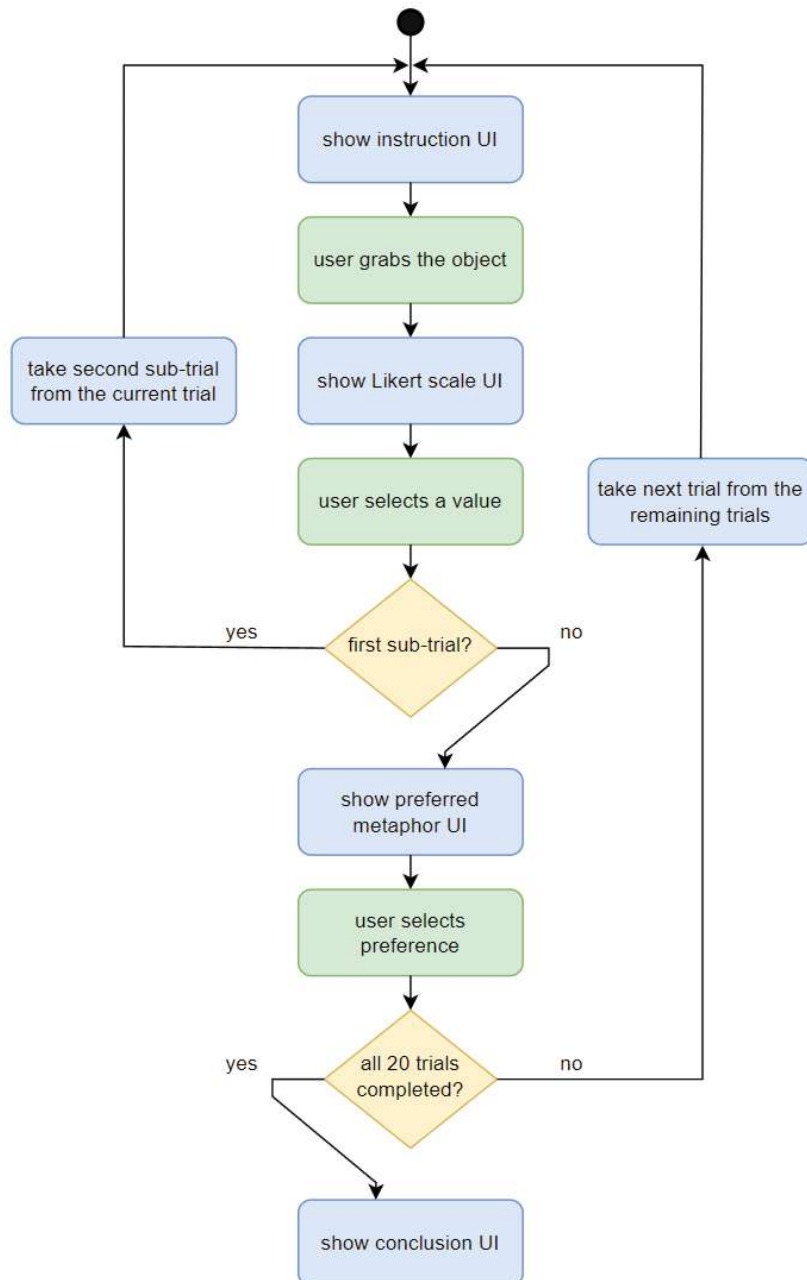 show instruction UI
user grabs the object
take second sub-trial
from the current trial
show Likert scale UI
user selects a value
take next trial from the
remaining trials
yes
first sub-trial?
no
show preferred
metaphor UI
user selects
preference
yes
all 20 trials
completed?
no
show conclusion UI